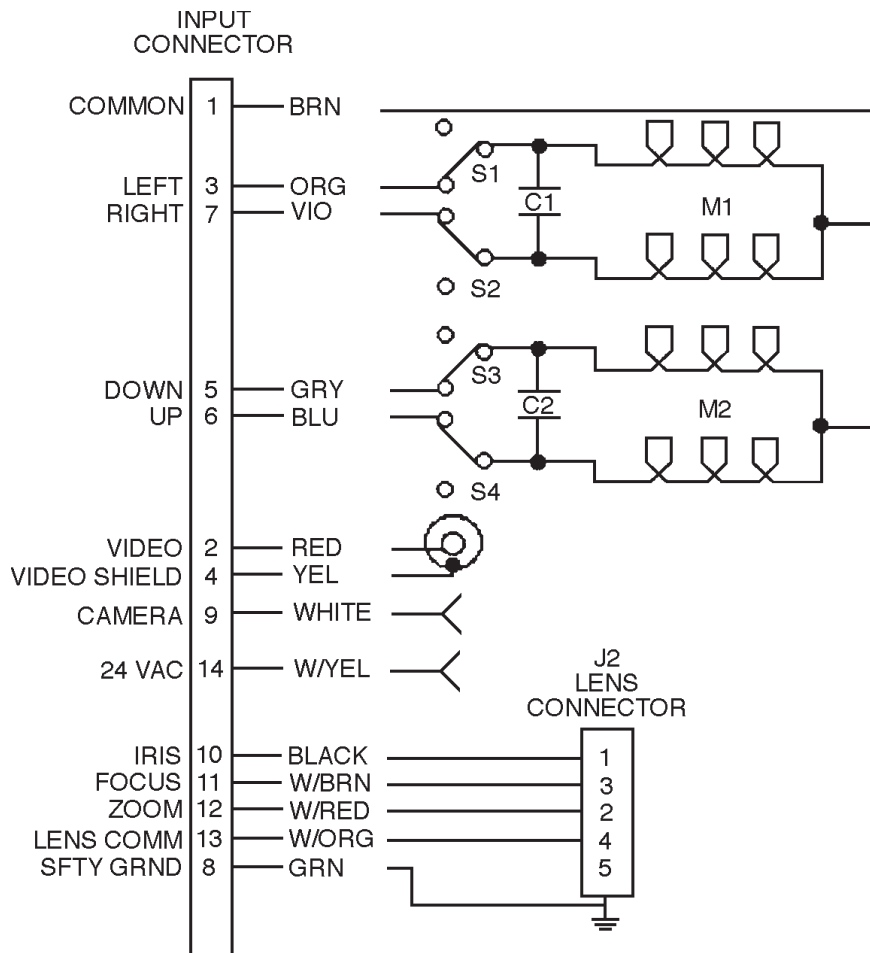 INPUT
CONNECTOR
COMMON 1 BRN
S1
LEFT 3 ORG
C1 M1
RIGHT 7 VIO
S2
S3
DOWN 5 GRY
C2 M2
UP 6 BLU
S4
VIDEO 2 RED
VIDEO SHIELD 4 YEL
CAMERA 9 WHITE
24 VAC 14 W/YEL
J2
LENS
CONNECTOR
IRIS 10 BLACK 1
FOCUS 11 W/BRN 3
ZOOM 12 W/RED 2
LENS COMM 13 W/ORG 4
SFTY GRND 8 GRN 5